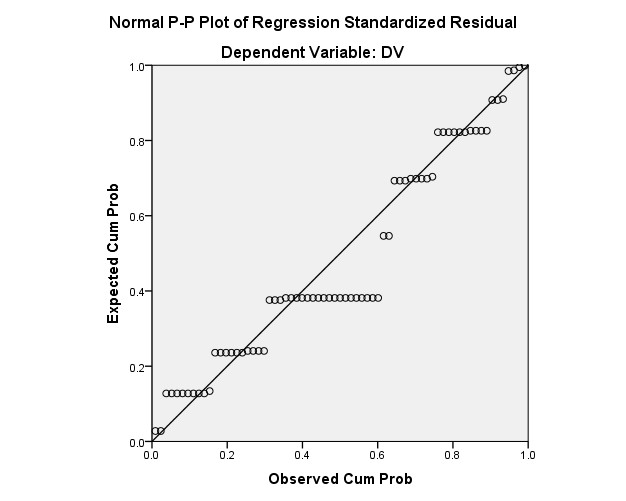 Normal P-P Plot of Regression Standardized Residual
Dependent Variable: DV
1.0
0.8
0.6
0.4
0.2
0.0
Expected Cum Prob
0.0 0.2 0.4 0.6 0.8 1.0
Observed Cum Prob